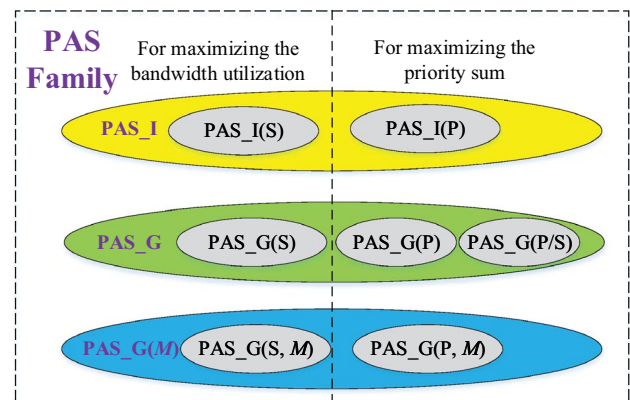 PAS
Family
For maximizing the
bandwidth utilization
For maximizing the
priority sum
PAS_I
PAS_I(S)
PAS_I(P)
PAS_G
PAS_G(S)
PAS_G(P)
PAS_G(P/S)
PAS_G(M)
PAS_G(S, M)
PAS_G(P, M)